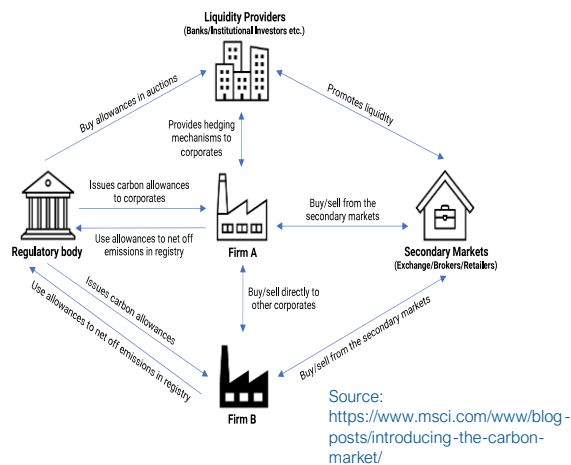 Liquidity Providers
(Banks/Institutional Investors etc.)
Buy allowances in auctions
Promotes liquidity
Provides hedging
mechanisms to
corporates
Issues carbon allowances
to corporates
Buy/sell from the
secondary markets
Use allowances to net off
emissions in registry
Regulatory body
Firm A
Secondary Markets
(Exchange/Brokers/Retailers)
Issues carbon allowances
Use allowances to net off emissions in registry
Buy/sell directly to
other corporates
Buy/sell from the secondary markets
Firm B
Source:
https://www.msci.com/www/blog-
posts/introducing-the-carbon-
market/